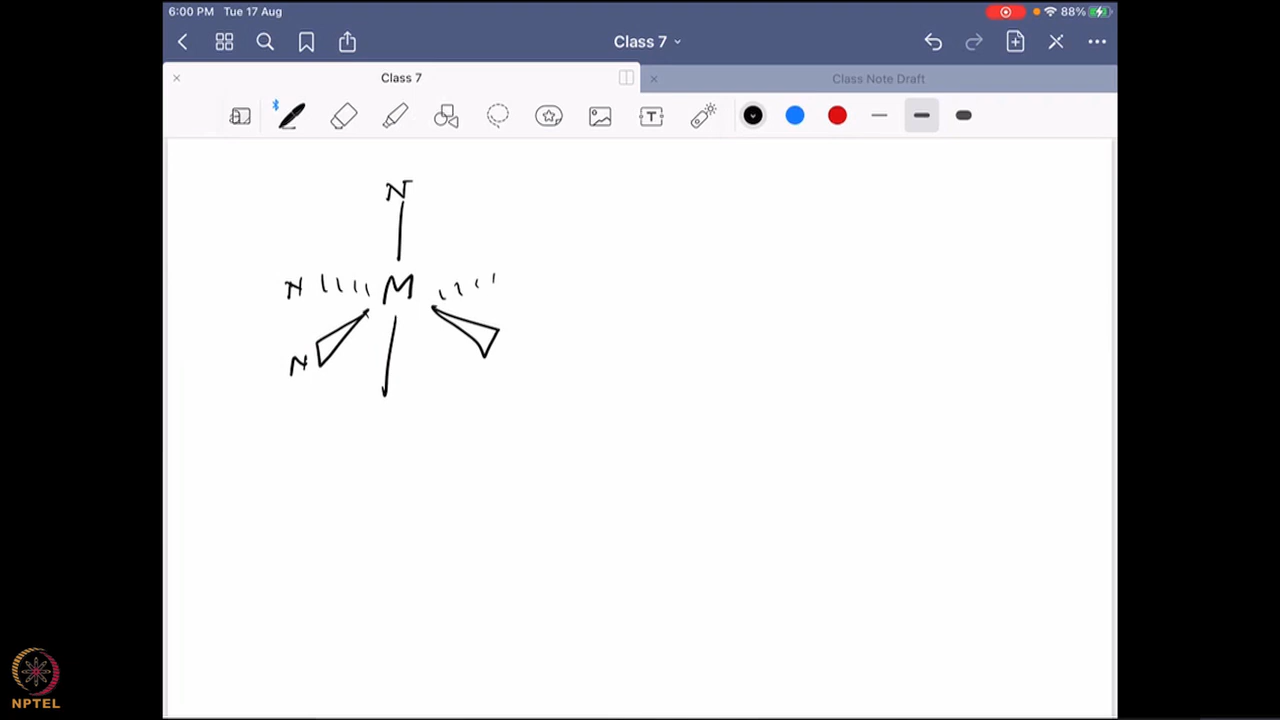 6:00 PM Tue 17 Aug
88%
Class 7
Class 7
Class Note Draft
T
N
N M
N
NPTEL